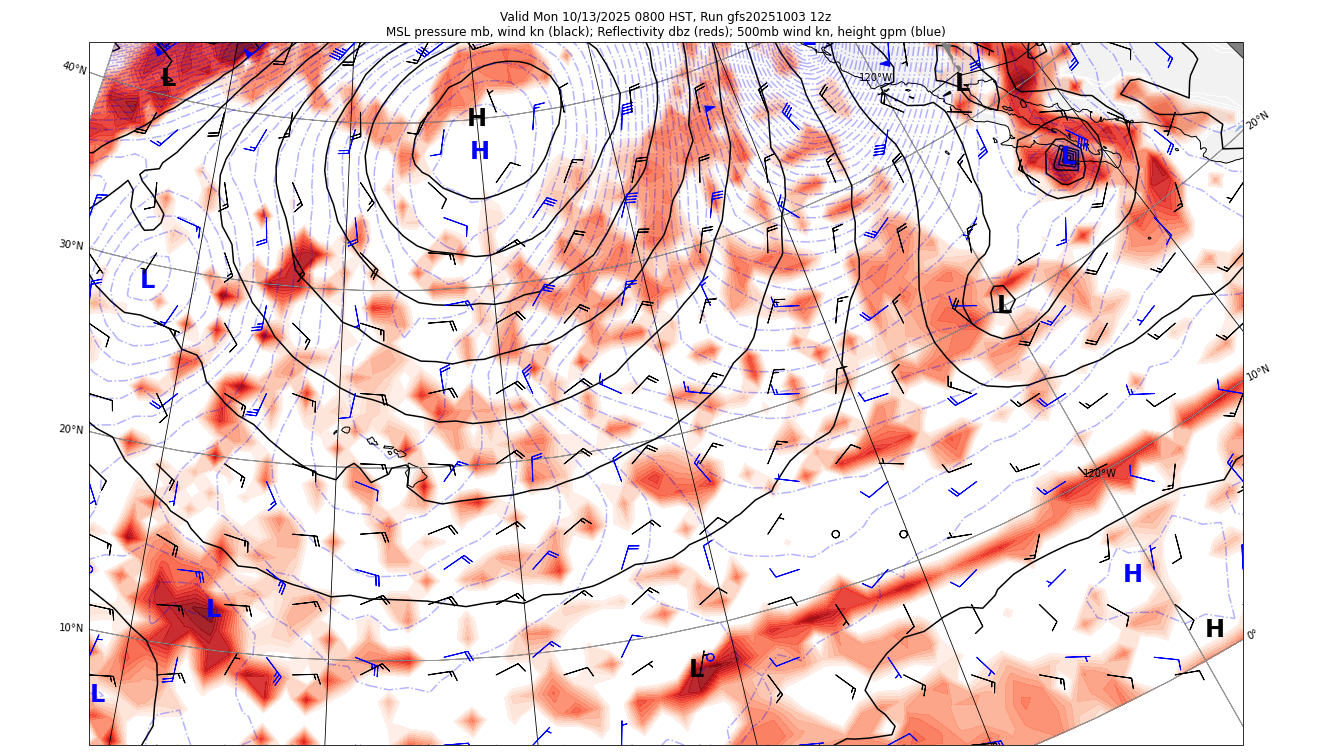 Valid Mon 10/13/2025 0800 HST, Run gfs20251003 12z
MSL pressure mb, wind kn (black); Reflectivity dbz (reds); 500mb wind kn, height gpm (blue)
40°N
L
120°W
L
H
20°N
H
L
30°N
L
L
10°N
20°N
120°W
H
L
10°N
H
0°
L
L